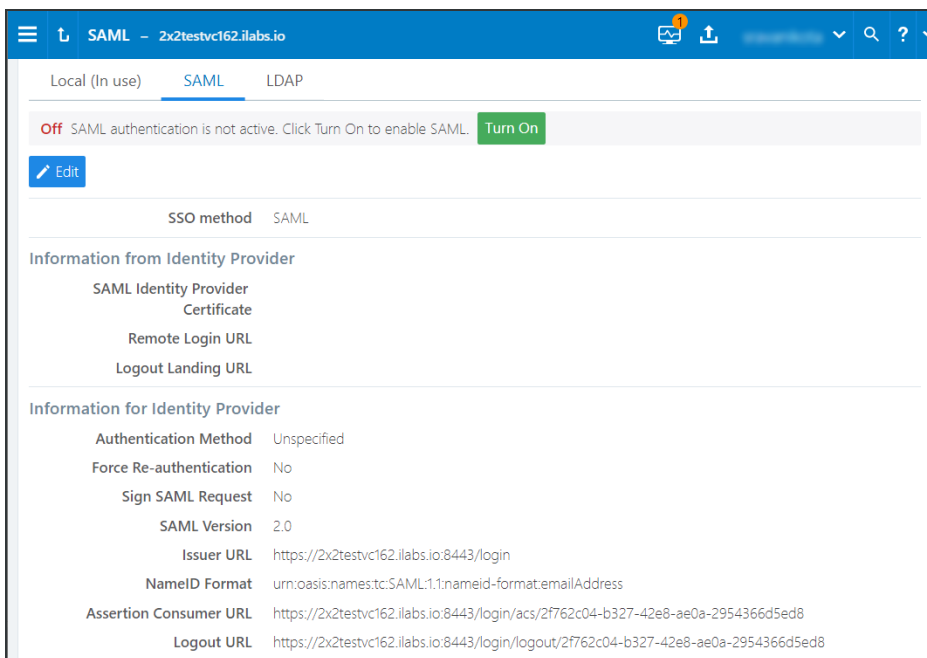 SAML – 2x2testvc162.ilabs.io
1
?
Local (In use) SAML LDAP
Off SAML authentication is not active. Click Turn On to enable SAML. Turn On
Edit
SSO method SAML
Information from Identity Provider
SAML Identity Provider
Certificate
Remote Login URL
Logout Landing URL
Information for Identity Provider
Authentication Method Unspecified
Force Re-authentication No
Sign SAML Request No
SAML Version 2.0
Issuer URL https://2x2testvc162.ilabs.io:8443/login
NameID Format urn:oasis:names:tc:SAML:1.1:nameid-format:emailAddress
Assertion Consumer URL https://2x2testvc162.ilabs.io:8443/login/acs/2f762c04-b327-42e8-ae0a-2954366d5ed8
Logout URL https://2x2testvc162.ilabs.io:8443/login/logout/2f762c04-b327-42e8-ae0a-2954366d5ed8